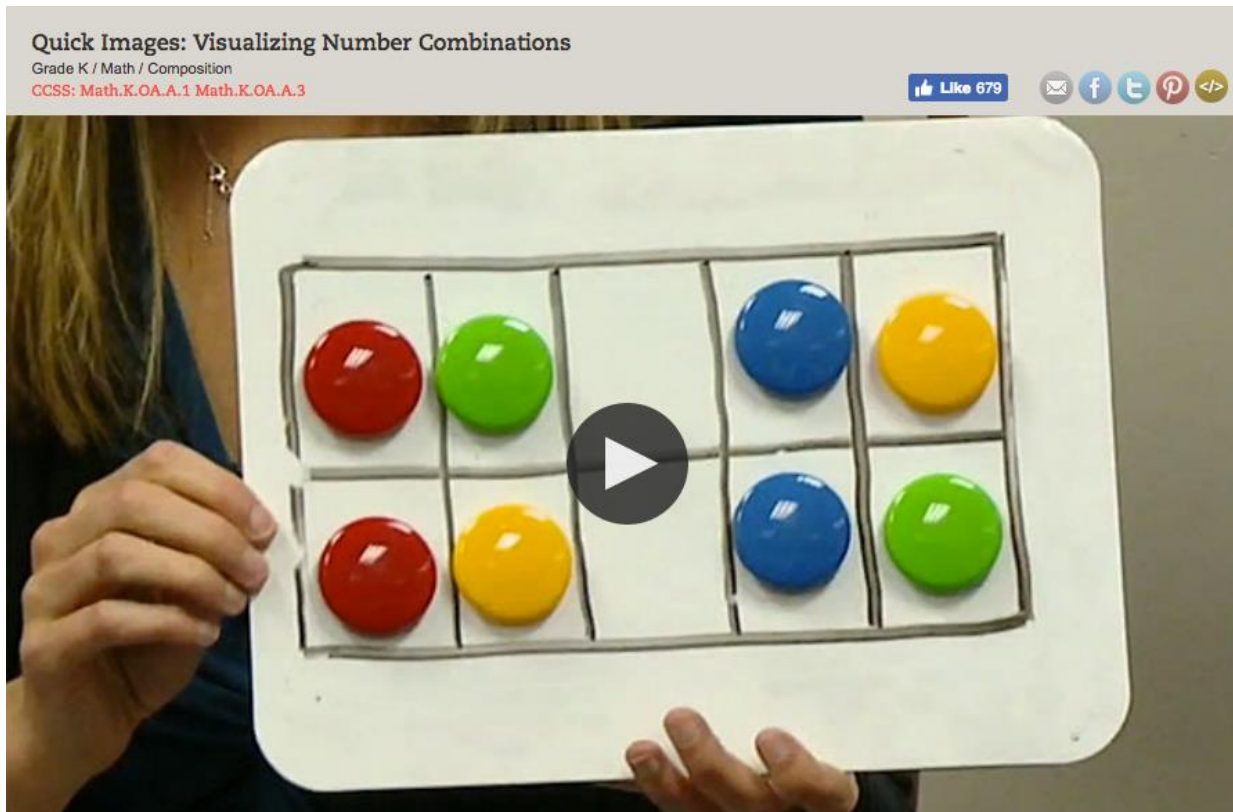 Quick Images: Visualizing Number Combinations
Grade K / Math / Composition
CCSS: Math.K.OA.A.1 Math.K.OA.A.3
Like 679